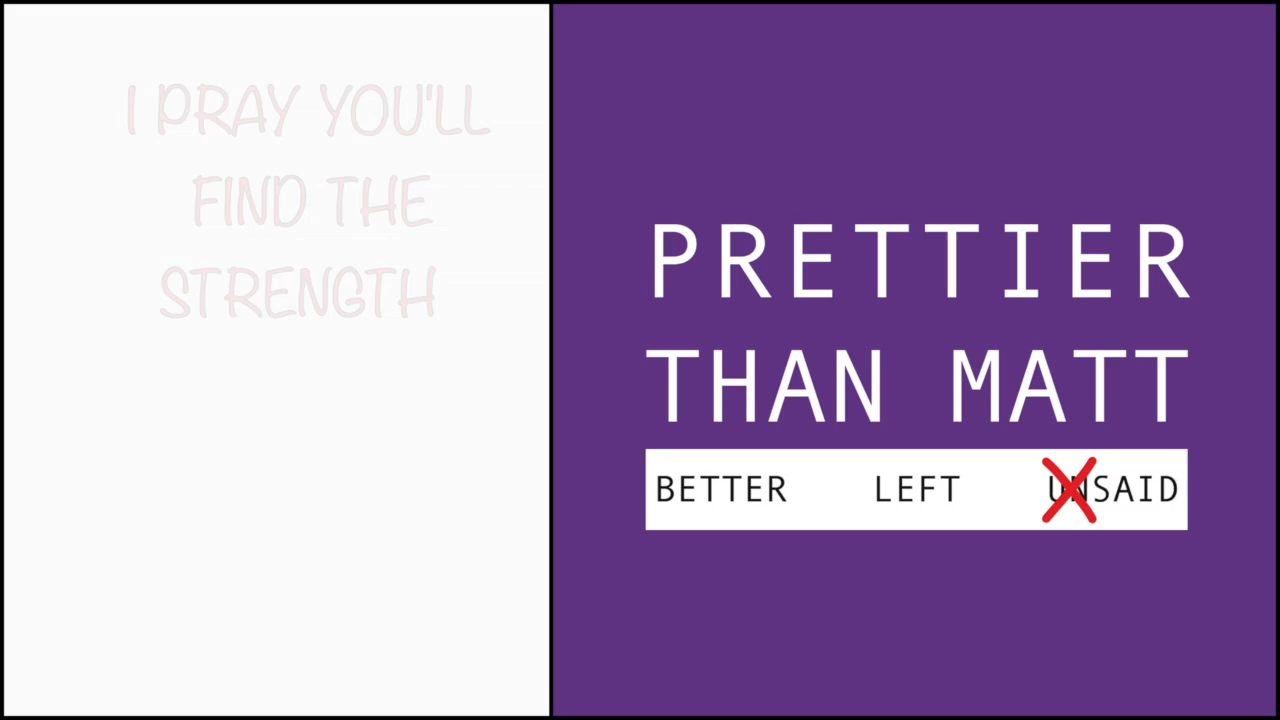 I PRAY YOU'LL
FIND THE
STRENGTH
PRETTIER
THAN MATT
BETTER LEFT UNSAID